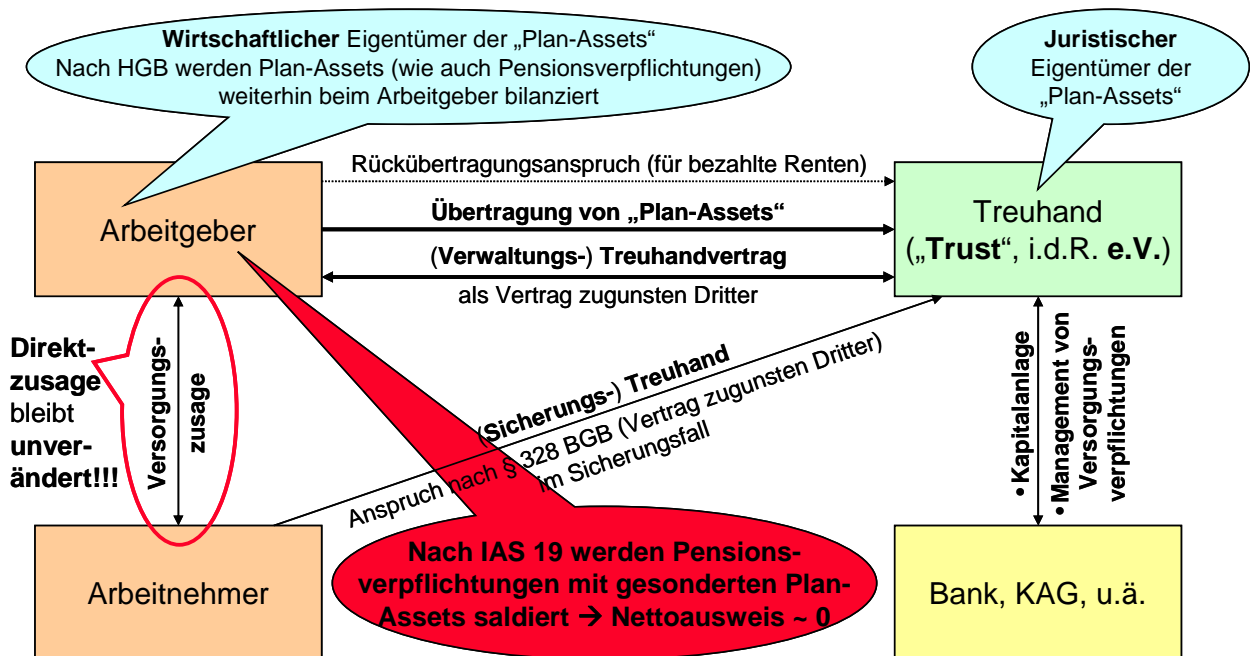 Wirtschaftlicher Eigentümer der „Plan-Assets“
Nach HGB werden Plan-Assets (wie auch Pensionsverpflichtungen)
weiterhin beim Arbeitgeber bilanziert
Juristischer
Eigentümer der
„Plan-Assets“
Rückübertragungsanspruch (für bezahlte Renten)
Arbeitgeber
Übertragung von „Plan-Assets“
(Verwaltungs-) Treuhandvertrag
als Vertrag zugunsten Dritter
Treuhand
(„Trust“, i.d.R. e.V.)
Direkt-
zusage
bleibt
unver-
ändert!!!
Versorgungs-
zusage
(Sicherungs-) Treuhand
Anspruch nach § 328 BGB (Vertrag zugunsten Dritter)
im Sicherungsfall
•Kapitalanlage
•Management von
Versorgungs-
verpflichtungen
Arbeitnehmer
Nach IAS 19 werden Pensions-
verpflichtungen mit gesonderten Plan-
Assets saldiert → Nettoausweis ~ 0
Bank, KAG, u.ä.